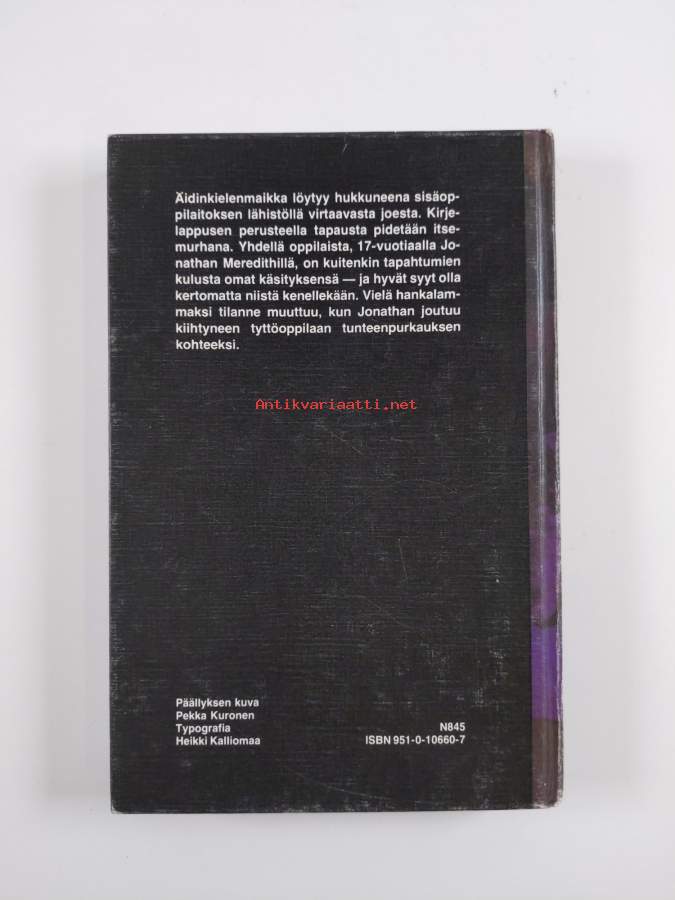 Äidinkielenmaikka löytyy hukkuneena sisäop-
pilaitoksen lähistöllä virtaavasta joesta. Kirje-
lappusen perusteella tapausta pidetään itse-
murhana. Yhdellä oppilaista, 17-vuotiaalla Jo-
nathan Meredithillä, on kuitenkin tapahtumien
kulusta omat käsityksensä — ja hyvät syyt olla
kertomatta niistä kenellekään. Vielä hankalam-
maksi tilanne muuttuu, kun Jonathan joutuu
kiihtyneen tyttöoppilaan tunteenpurkauksen
kohteeksi.
Antikvariaatti.net
Päällyksen kuva
Pekka Kuronen
Typografia
Heikki Kalliomaa
N845
ISBN 951-0-10660-7